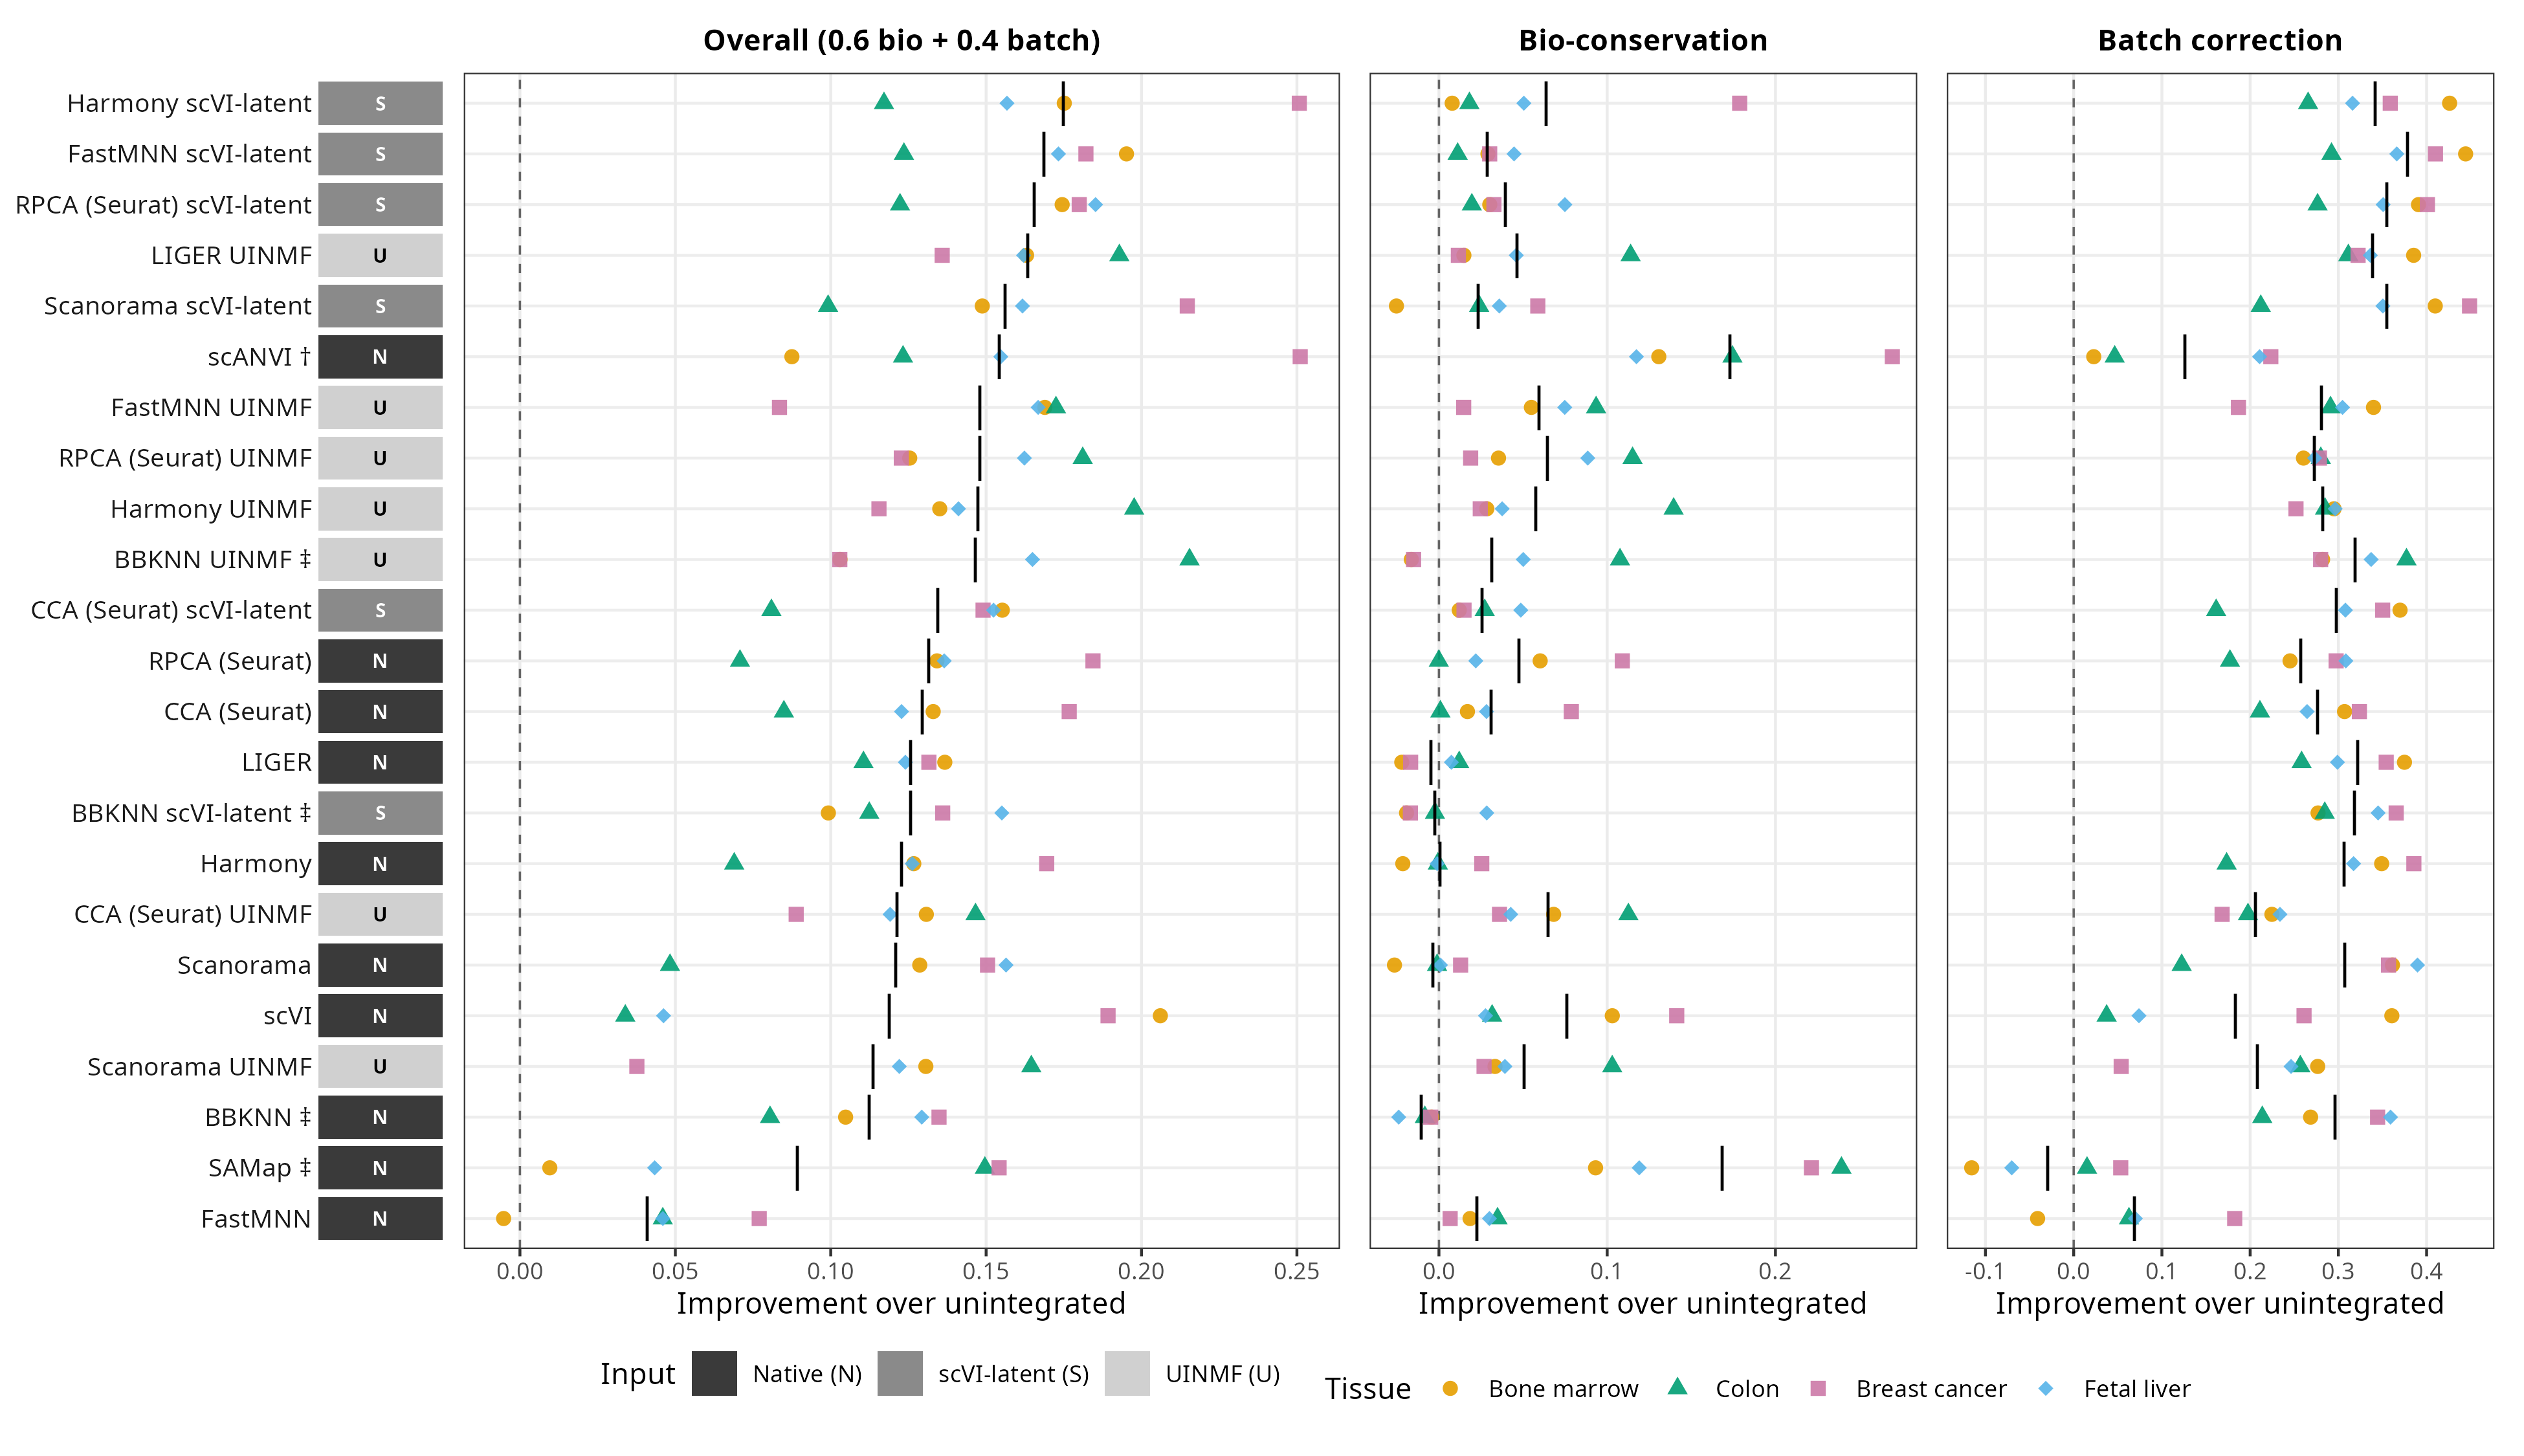 Overall (0.6 bio + 0.4 batch)
Bio-conservation
Batch correction
Harmony scVI-latent S
FastMNN scVI-latent S
RPCA (Seurat) scVI-latent S
LIGER UINMF U
Scanorama scVI-latent S
scANVI † N
FastMNN UINMF U
RPCA (Seurat) UINMF U
Harmony UINMF U
BBKNN UINMF ‡ U
CCA (Seurat) scVI-latent S
RPCA (Seurat) N
CCA (Seurat) N
LIGER N
BBKNN scVI-latent ‡ S
Harmony N
CCA (Seurat) UINMF U
Scanorama N
scVI N
Scanorama UINMF U
BBKNN ‡ N
SAMap ‡ N
FastMNN N
0.00 0.05 0.10 0.15 0.20 0.25
0.0 0.1 0.2
-0.1 0.0 0.1 0.2 0.3 0.4
Improvement over unintegrated
Improvement over unintegrated
Improvement over unintegrated
Input Native (N) scVI-latent (S) UINMF (U)
Tissue Bone marrow Colon Breast cancer Fetal liver